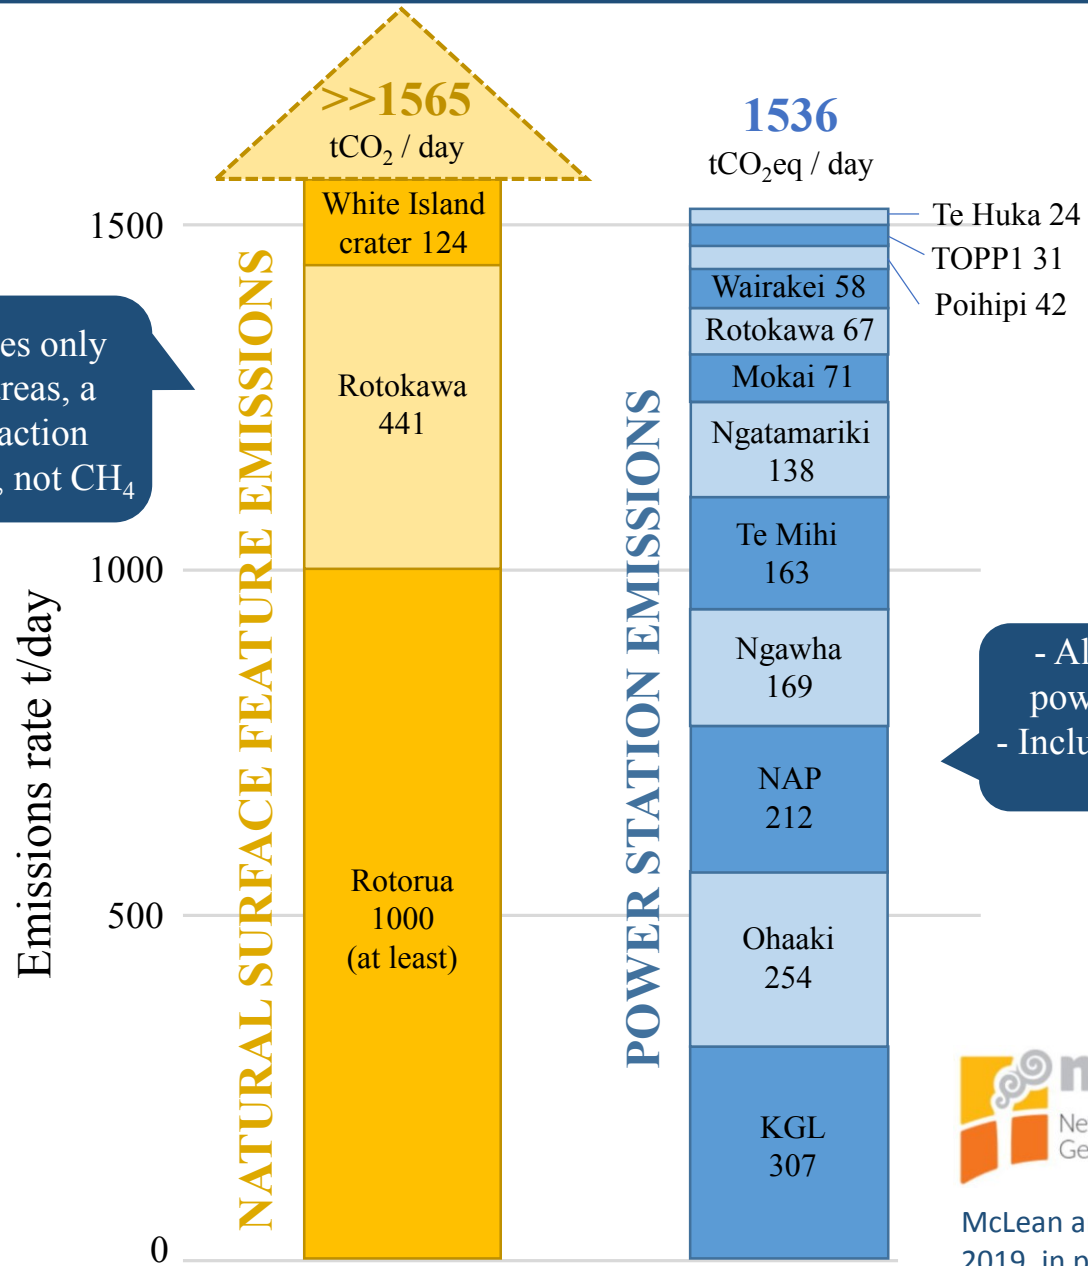 >>1565
tCO₂ / day
1536
tCO₂eq / day
White Island
crater 124
Rotokawa
441
Rotorua
1000
(at least)
NATURAL SURFACE FEATURE EMISSIONS
only
a
, not CH₄
Emissions rate t/day
1500
1000
500
0
POWER STATION EMISSIONS
Te Huka 24
TOPP1 31
Poihipi 42
Wairakei 58
Rotokawa 67
Mokai 71
Ngatamariki
138
Te Mihi
163
Ngawha
169
NAP
212
Ohaaki
254
KGL
307
-
-
McLean
2019, in